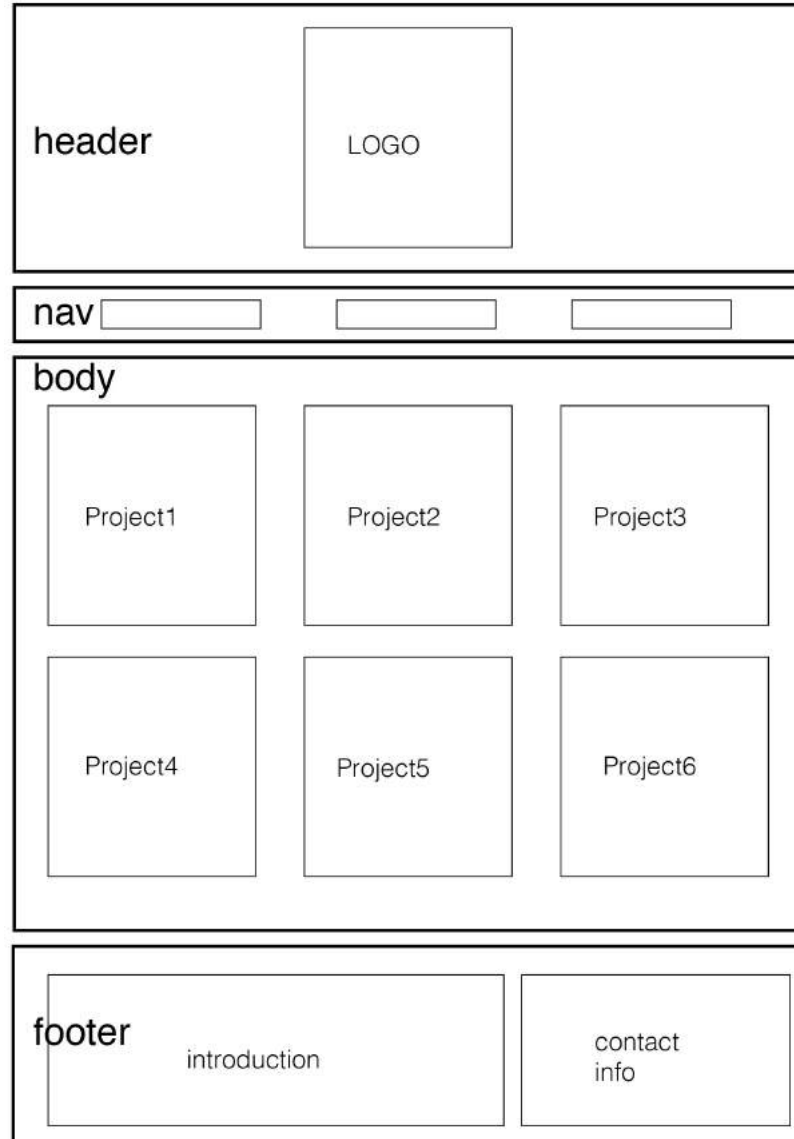 header
LOGO
nav
body
Project1
Project2
Project3
Project4
Project5
Project6
footer
introduction
contact
info